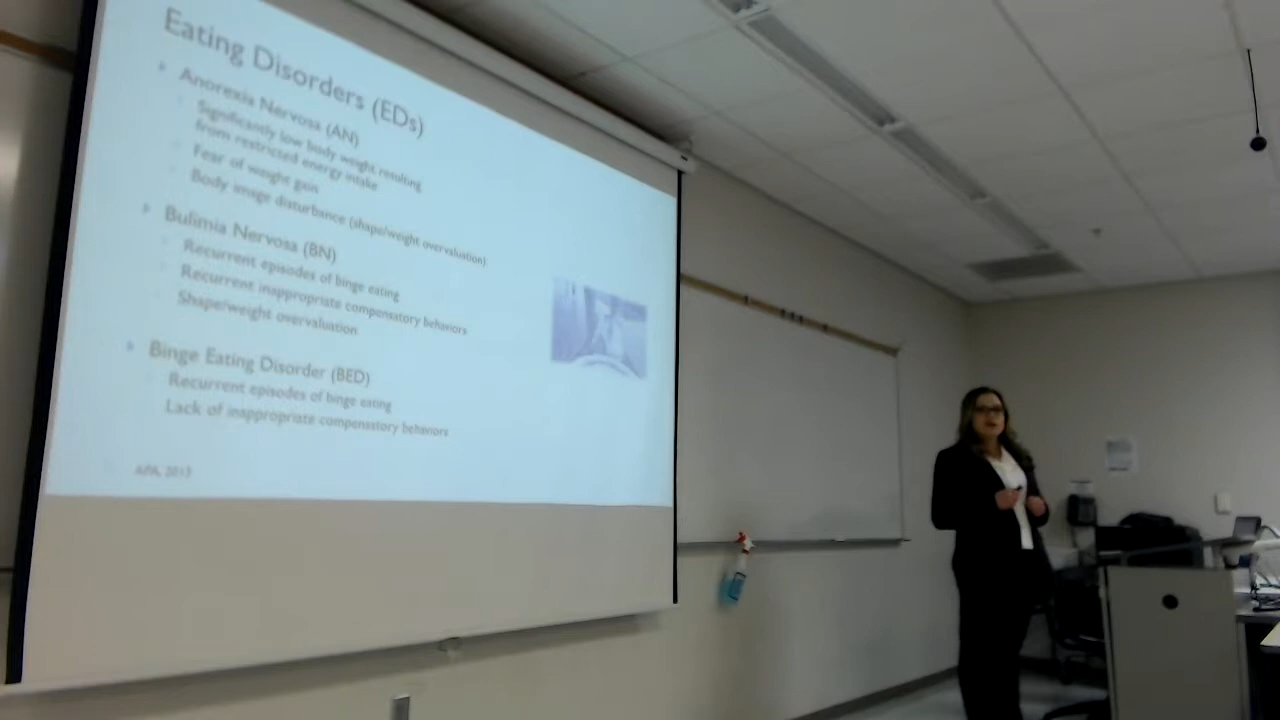 Eating Disorders (EDs)
Anorexia Nervosa (AN)
Significantly low body weight resulting
from restricted energy intake
Fear of weight gain
Body image disturbance (shape/weight overvaluation)
Bulimia Nervosa (BN)
Recurrent episodes of binge eating
Recurrent inappropriate compensatory behaviors
Shape/weight overvaluation
Binge Eating Disorder (BED)
Recurrent episodes of binge eating
Lack of inappropriate compensatory behaviors
APA, 2013